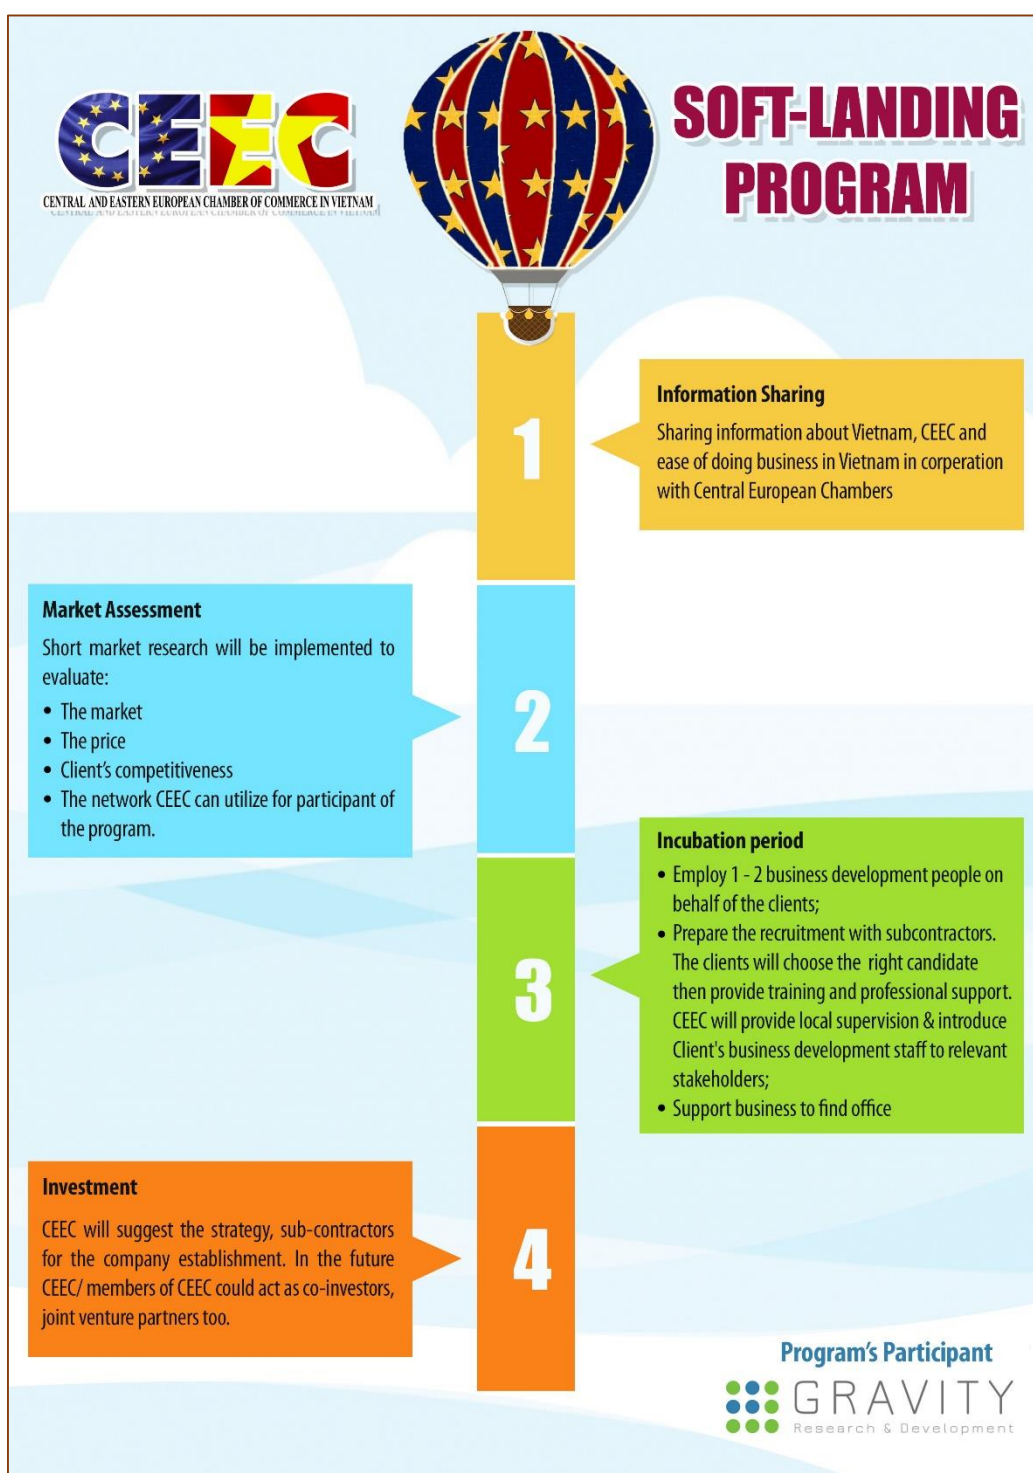 CEEC
CENTRAL AND EASTERN EUROPEAN CHAMBER OF COMMERCE IN VIETNAM
SOFT-LANDING
PROGRAM
1
Information Sharing
Sharing information about Vietnam, CEEC and
ease of doing business in Vietnam in corperation
with Central European Chambers
Market Assessment
Short market research will be implemented to
evaluate:
• The market
• The price
• Client's competitiveness
• The network CEEC can utilize for participant of
the program.
2
Incubation period
• Employ 1 - 2 business development people on
behalf of the clients;
• Prepare the recruitment with subcontractors.
The clients will choose the right candidate
then provide training and professional support.
CEEC will provide local supervision & introduce
Client's business development staff to relevant
stakeholders;
• Support business to find office
3
Investment
CEEC will suggest the strategy, sub-contractors
for the company establishment. In the future
CEEC/ members of CEEC could act as co-investors,
joint venture partners too.
4
Program's Participant
GRAVITY
Research & Development